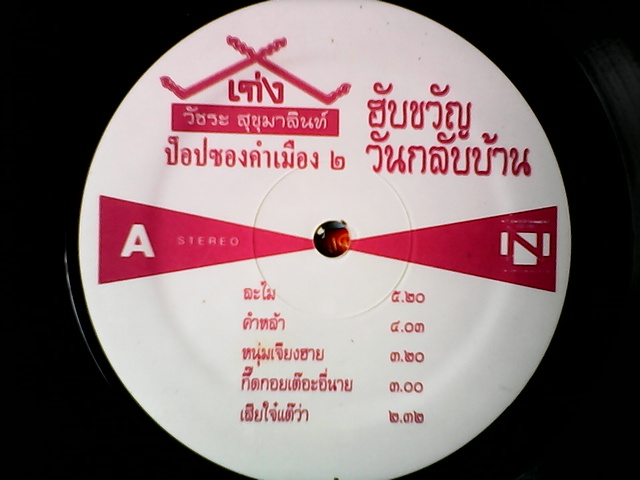 เก่ง
วัชระ สุขุมาลินท์
ป๊อปซองคำเมือง ๒
ฮับขวัญ
วันกลับบ้าน
A
STEREO
ละไม ๕.๒๐
คำหล้า ๔.๐๓
หนุ่มเจียงฮาย ๓.๒๐
กึ๊ดกอยเต๊อะอี่นาย ๓.๐๐
เสียใจ๋แต๊ว่า ๒.๓๒